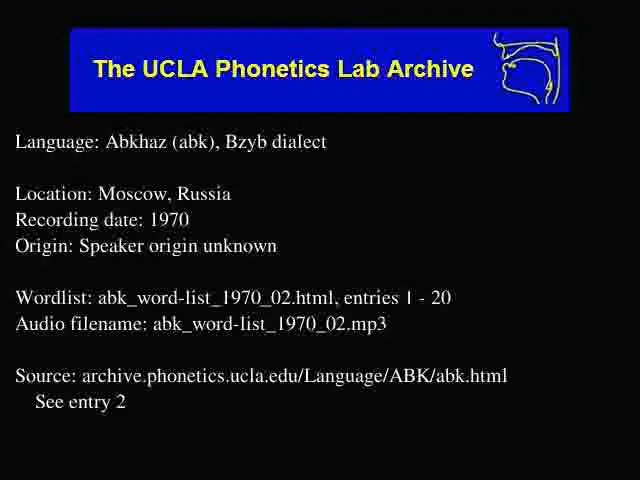 The UCLA Phonetics Lab Archive
Language: Abkhaz (abk), Bzyb dialect
Location: Moscow, Russia
Recording date: 1970
Origin: Speaker origin unknown
Wordlist: abk_word-list_1970_02.html, entries 1 - 20
Audio filename: abk_word-list_1970_02.mp3
Source: archive.phonetics.ucla.edu/Language/ABK/abk.html
See entry 2